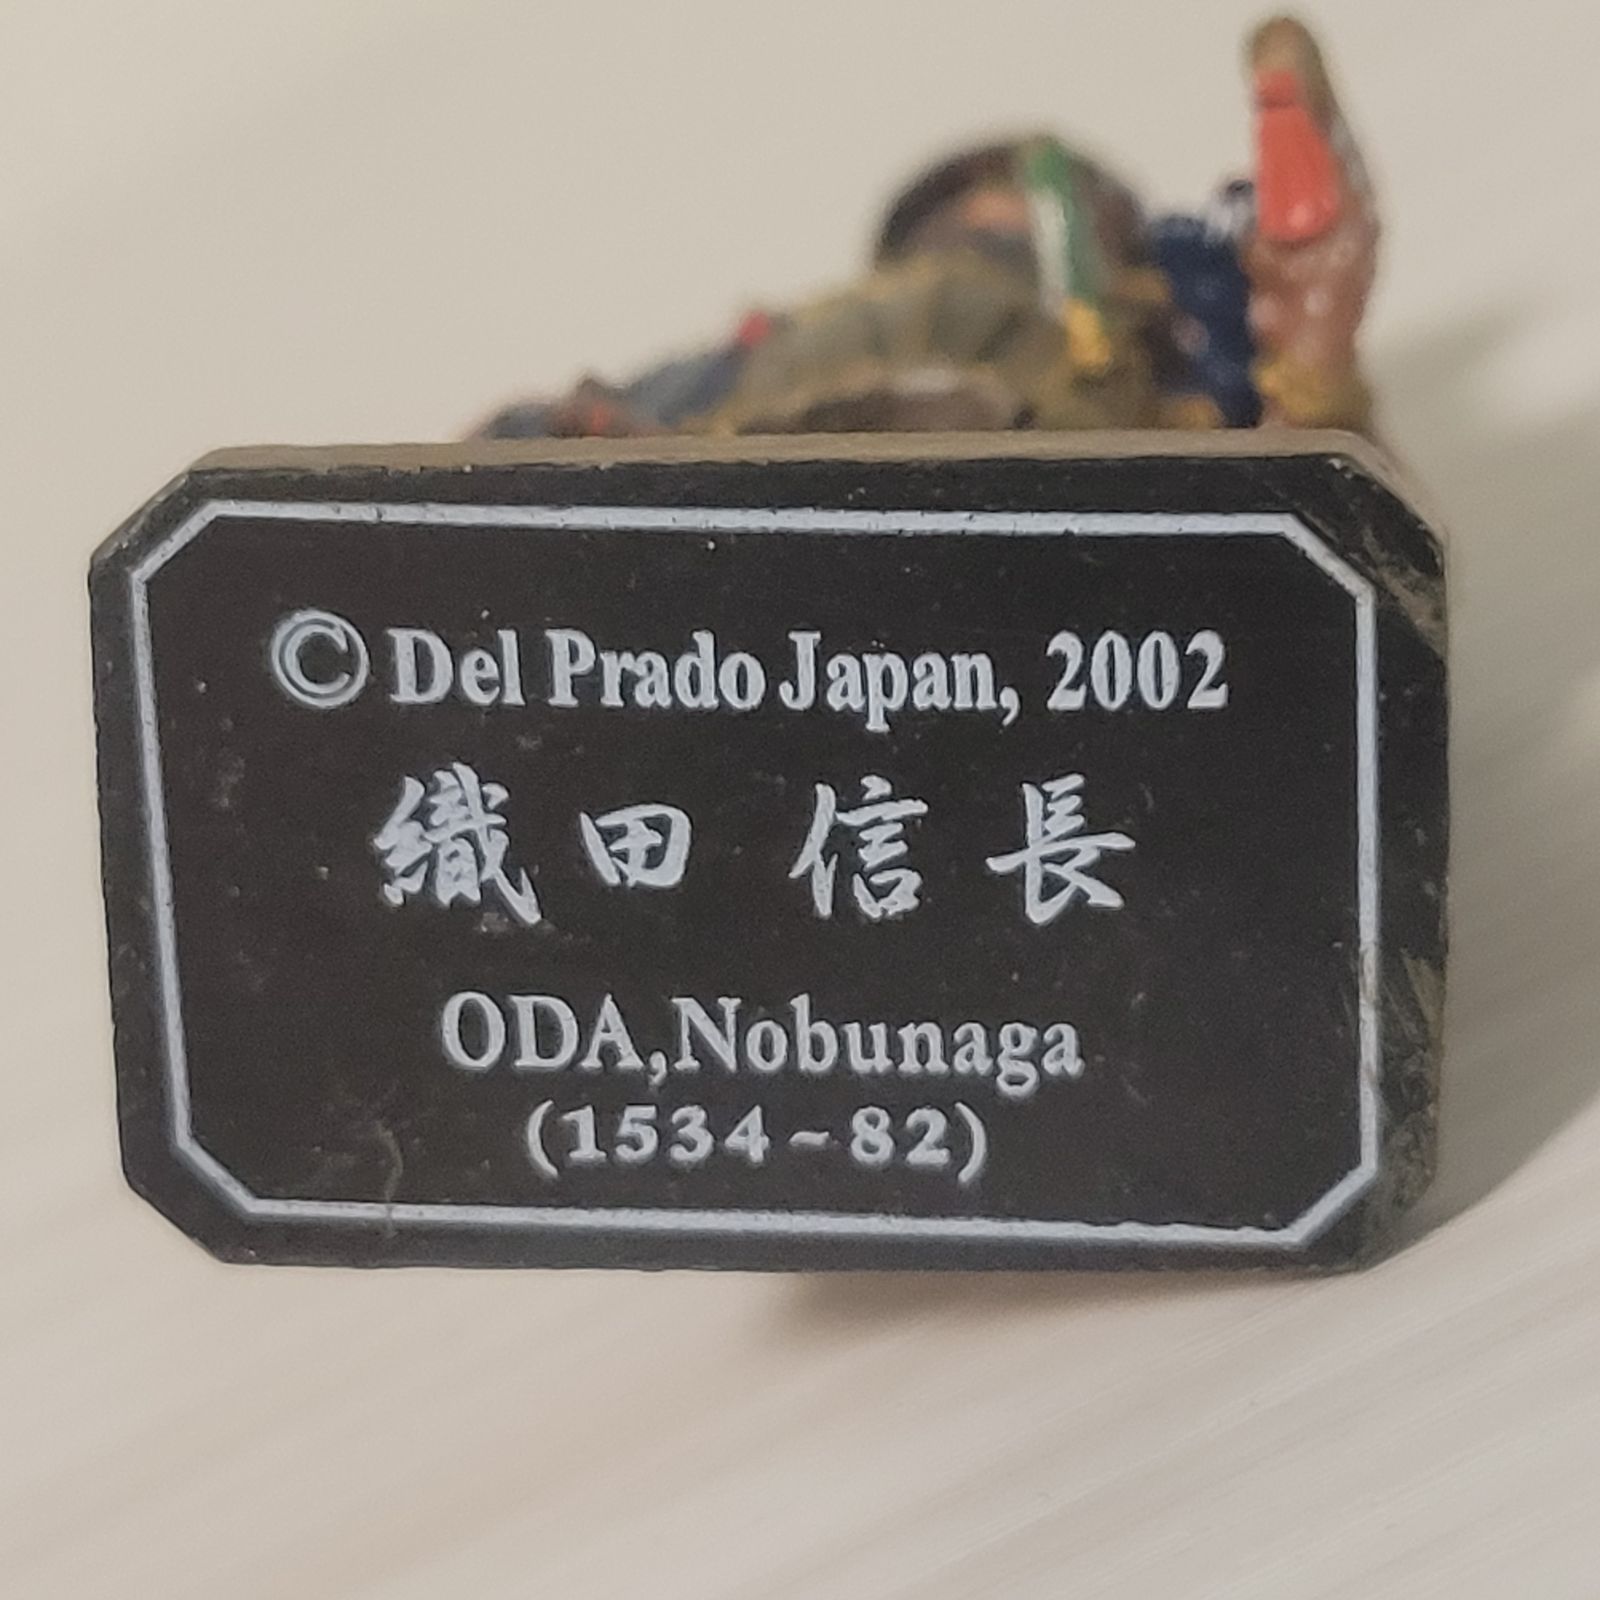 © Del Prado Japan, 2002
織田信長
ODA,Nobunaga
(1534-82)